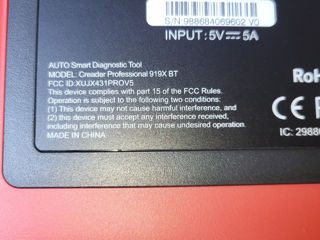 S/N 988684069602 V0
INPUT: 5V⎓5A
AUTO Smart Diagnostic Tool
MODEL: Creader Professional 919X BT
FCC ID:XUJX431PROV5
This device complies with part 15 of the FCC Rules.
Operation is subject to the following two conditions:
(1) This device may not cause harmful interference, and
(2) this device must accept any interference received,
including interference that may cause undesired operation.
MADE IN CHINA
RoH
CE F
IC: 2988